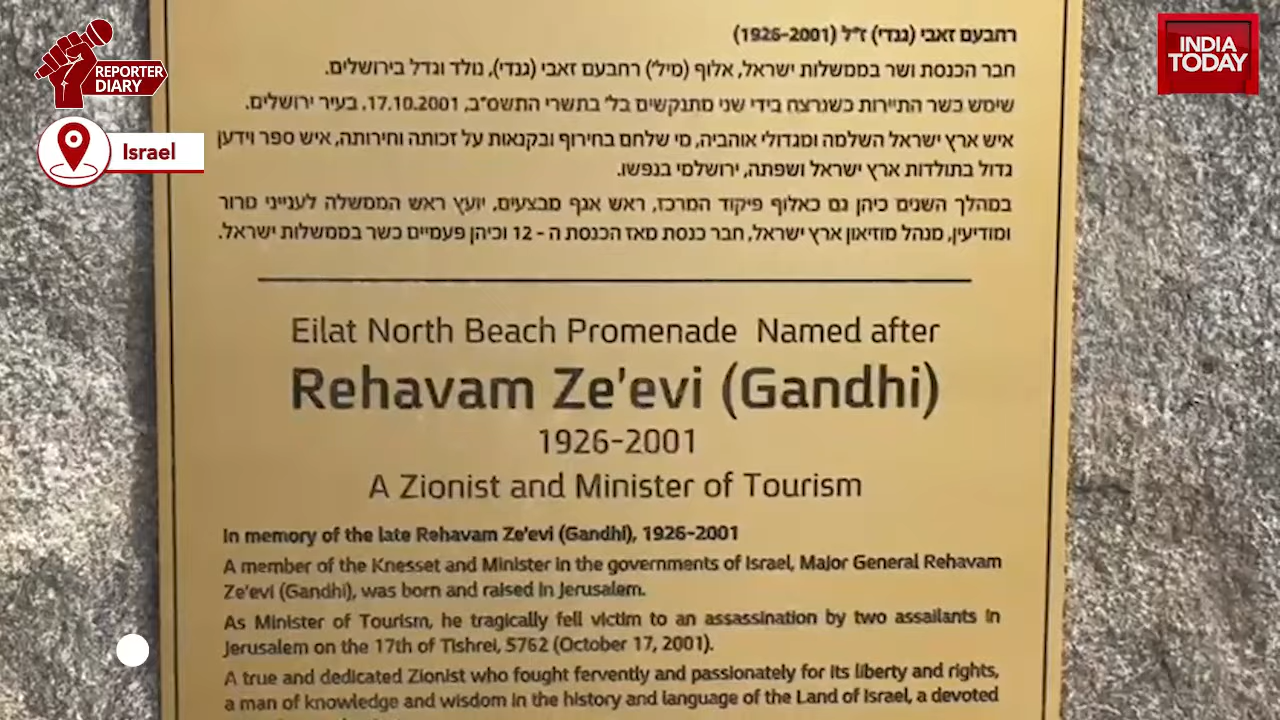 REPORTER
DIARY
Israel
INDIA
TODAY
רחבעם זאבי (גנדי) ז"ל (1926-2001)
חבר הכנסת ושר בממשלות ישראל, אלוף (מיל') רחבעם זאבי (גנדי), נולד וגדל בירושלים.
שימש כשר התיירות כשנרצח בידי שני מתנקשים בל' בתשרי התשס"ב, 17.10.2001, בעיר ירושלים.
איש ארץ ישראל השלמה ומגדולי אוהביה, מי שלחם בחירוף ובקנאות על זכותה וחירותה, איש ספר וידען
גדול בתולדות ארץ ישראל ושפתה, ירושלמי בנפשו.
במהלך השנים כיהן גם כאלוף פיקוד המרכז, ראש אגף מבצעים, יועץ ראש הממשלה לענייני טרור
ומודיעין, מנהל מוזיאון ארץ ישראל, חבר כנסת מאז הכנסת ה - 12 וכיהן פעמיים כשר בממשלות ישראל.
Eilat North Beach Promenade Named after
Rehavam Ze'evi (Gandhi)
1926-2001
A Zionist and Minister of Tourism
In memory of the late Rehavam Ze'evi (Gandhi), 1926-2001
A member of the Knesset and Minister in the governments of Israel, Major General Rehavam
Ze'evi (Gandhi), was born and raised in Jerusalem.
As Minister of Tourism, he tragically fell victim to an assassination by two assailants in
Jerusalem on the 17th of Tishrei, 5762 (October 17, 2001).
A true and dedicated Zionist who fought fervently and passionately for its liberty and rights,
a man of knowledge and wisdom in the history and language of the Land of Israel, a devoted